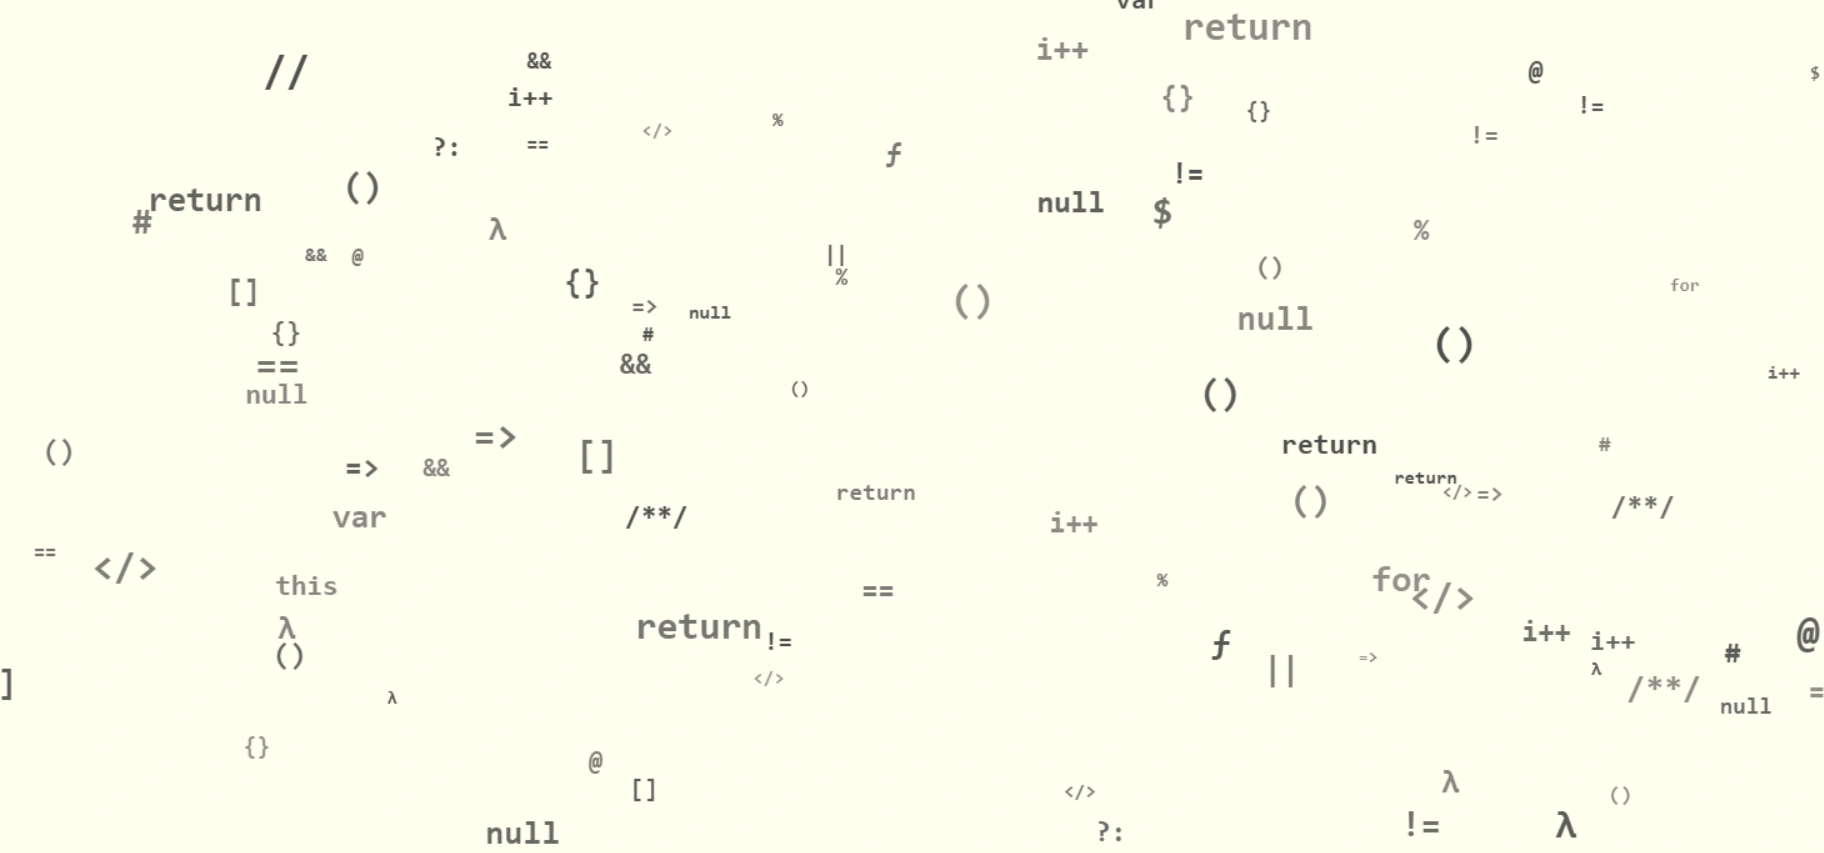 var
return
i++
//
&&
@
$
i++
{}
{}
!=
</>
%
!=
?:
==
ƒ
!=
()
return
null
$
#
λ
%
&&
@
||
()
%
[]
{}
for
=>
null
()
null
{}
#
()
==
&&
i++
null
()
()
=>
return
#
()
[]
=>
&&
return
</>
=>
return
()
/**/
var
/**/
i++
==
</>
this
%
for
==
</>
λ
return
!=
ƒ
i++
i++
@
()
||
=>
#
λ
]
</>
/**/
=
λ
null
{}
@
[]
λ
</>
()
null
?:
!=
λ